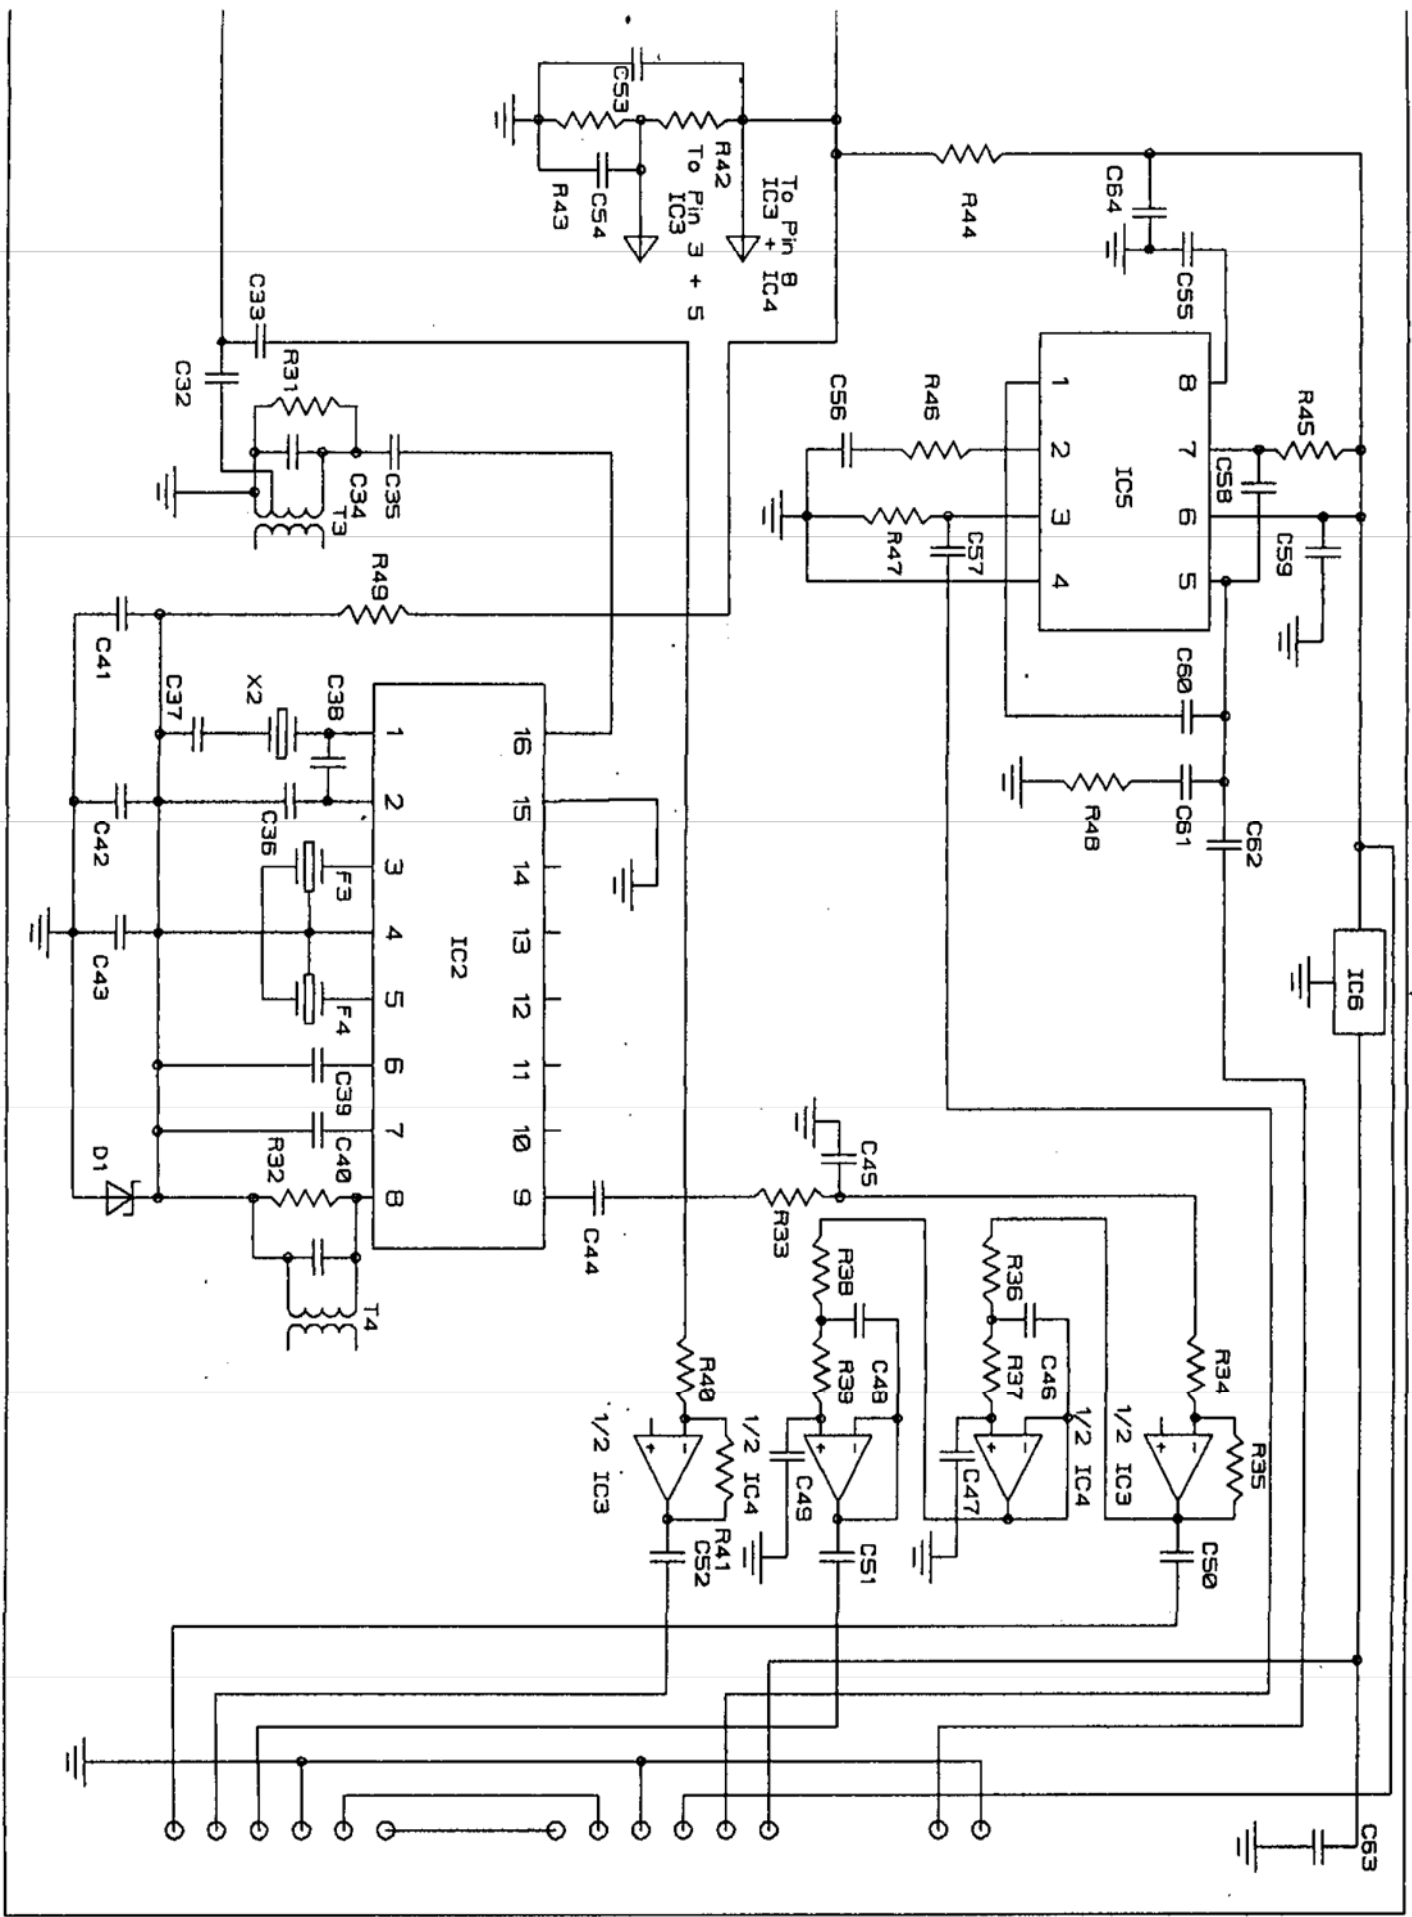 IC6
C63
R45
C59
C58
C62
R35
C55
8
7
6
5
C60
C61
R34
C50
-
+
C64
IC5
1/2 IC3
R48
1/2 IC4
1
2
3
4
C46
R36
R37
-
+
R44
C57
C47
R46
R47
C45
C48
C51
C56
R38
R39
-
+
C49
To Pin 8
IC3 + IC4
R33
1/2 IC4
R42
R41
To Pin 3 + 5
IC3
R40
C52
-
+
C53
C54
R43
1/2 IC3
C44
16
15
14
13
12
11
10
9
IC2
1
2
3
4
5
6
7
8
C35
R49
T4
C34
T3
C38
F3
F4
C39
C40
R31
C33
X2
C36
R32
C32
C37
C41
C42
C43
D1